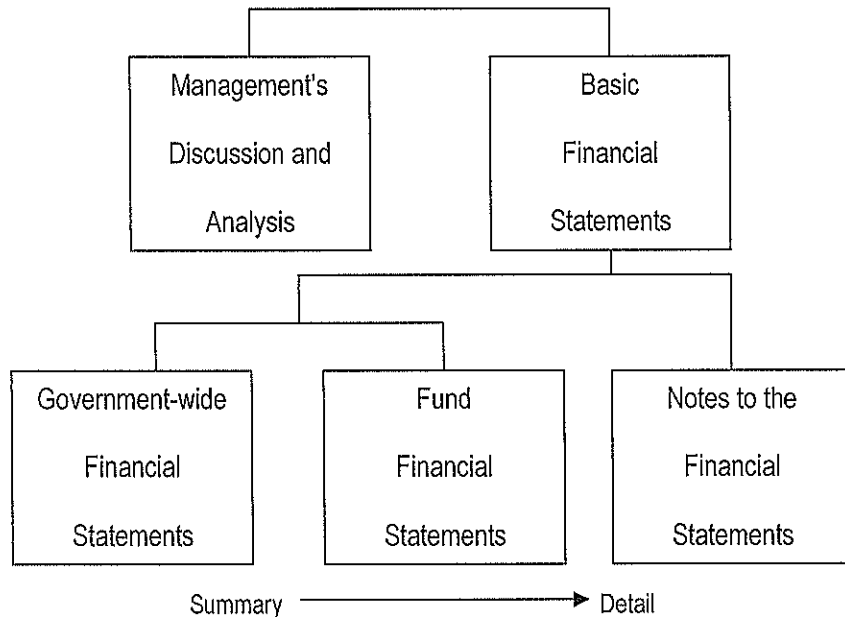 Management's
Discussion and
Analysis
Basic
Financial
Statements
Government-wide
Financial
Statements
Fund
Financial
Statements
Notes to the
Financial
Statements
Summary
Detail